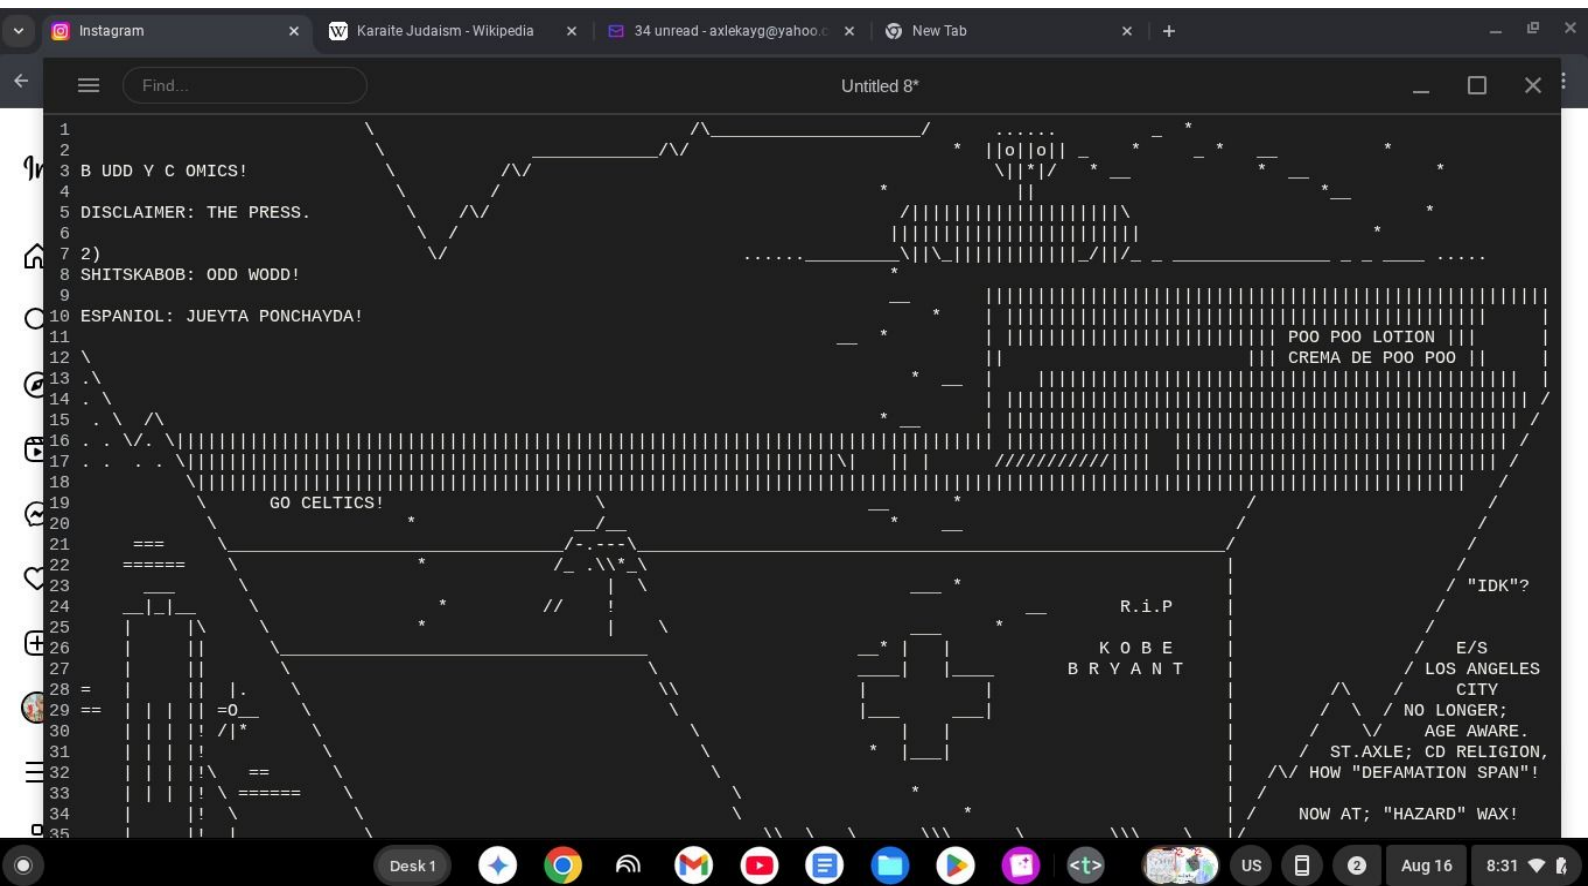 Instagram
Karaite Judaism - Wikipedia
34 unread - axlekayg@yahoo.c
New Tab
Find...
Untitled 8*
B UDD Y C OMICS!
DISCLAIMER: THE PRESS.
2)
SHITSKABOB: ODD WODD!
ESPANIOL: JUEYTA PONCHAYDA!
POO POO LOTION
CREMA DE POO POO
GO CELTICS!
"IDK"?
R.i.P
K O B E
E/S
B R Y A N T
LOS ANGELES
CITY
NO LONGER;
AGE AWARE.
ST.AXLE; CD RELIGION,
HOW "DEFAMATION SPAN"!
NOW AT; "HAZARD" WAX!
Desk 1
US
2
Aug 16
8:31